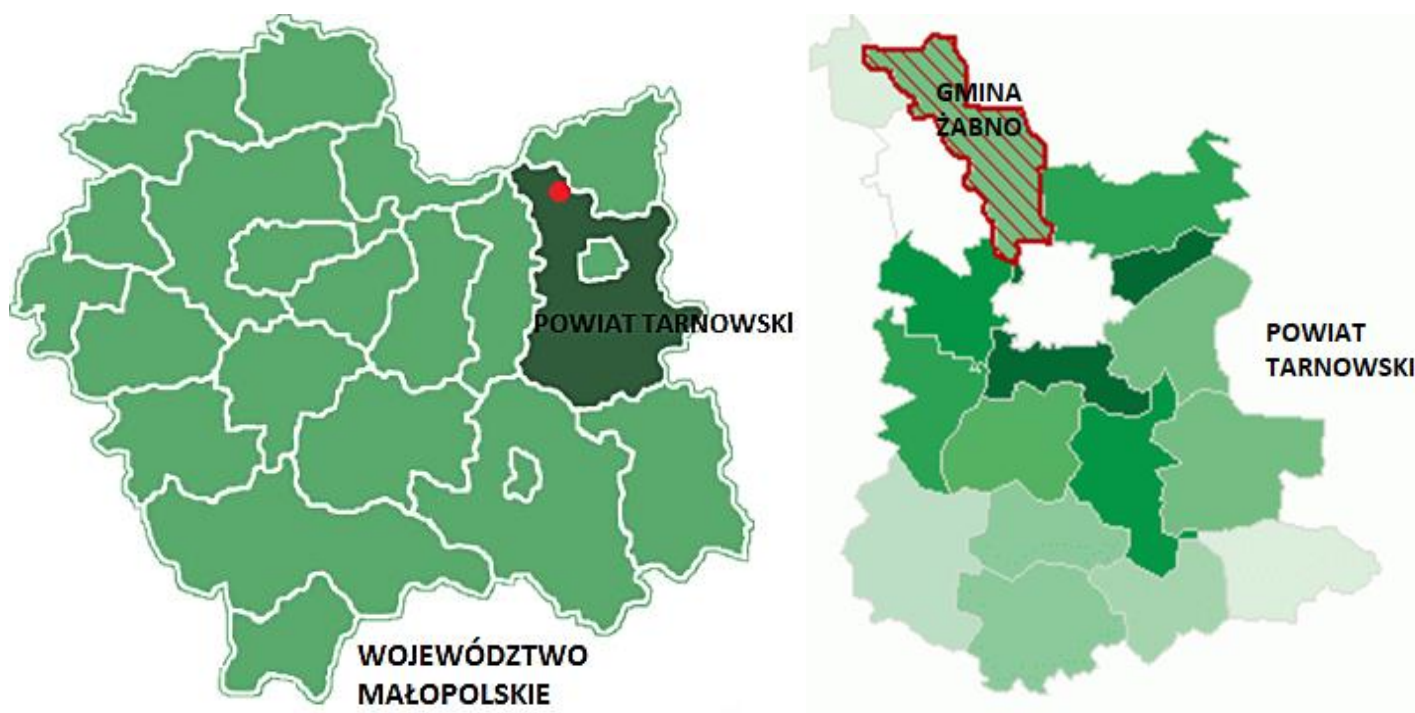 POWIAT TARNOWSKI
WOJEWÓDZTWO
MAŁOPOLSKIE
GMINA
ŻABNO
POWIAT
TARNOWSKI